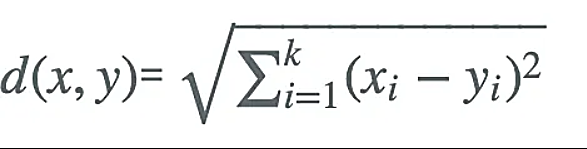 d(x, y)= √∑ᵏᵢ₌₁(xᵢ − yᵢ)²